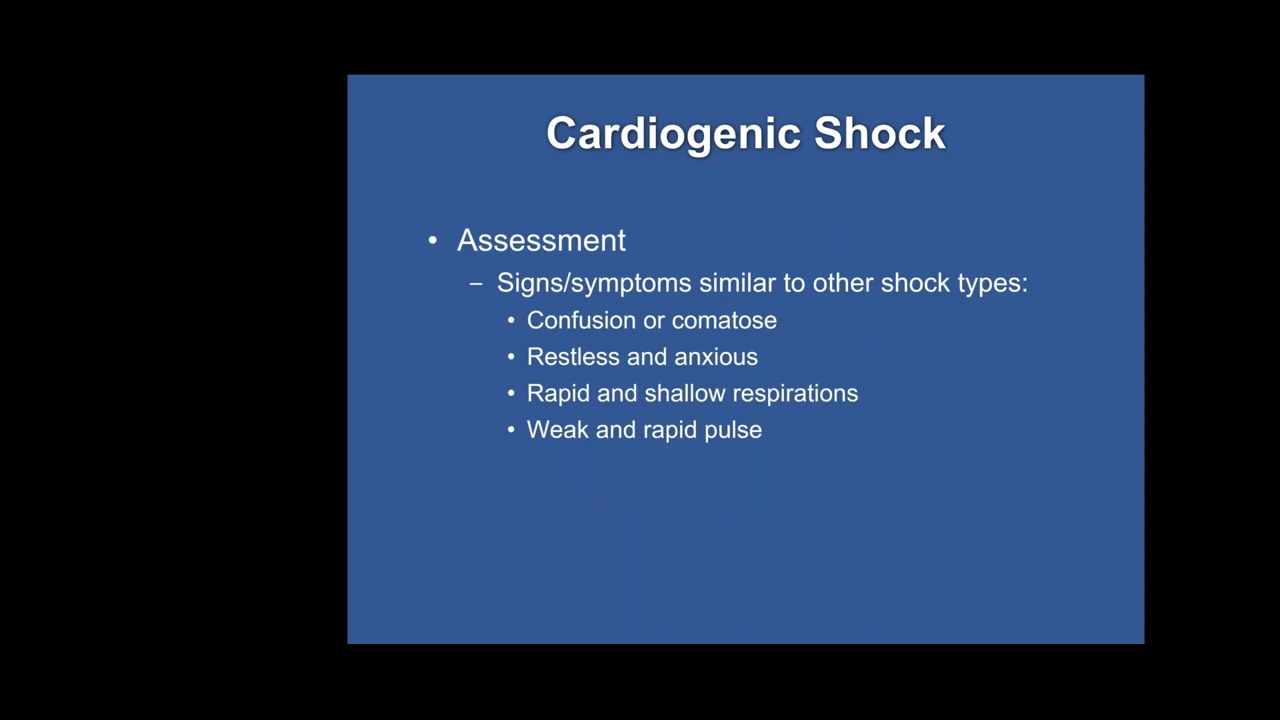 Cardiogenic Shock
• Assessment
– Signs/symptoms similar to other shock types:
• Confusion or comatose
• Restless and anxious
• Rapid and shallow respirations
• Weak and rapid pulse